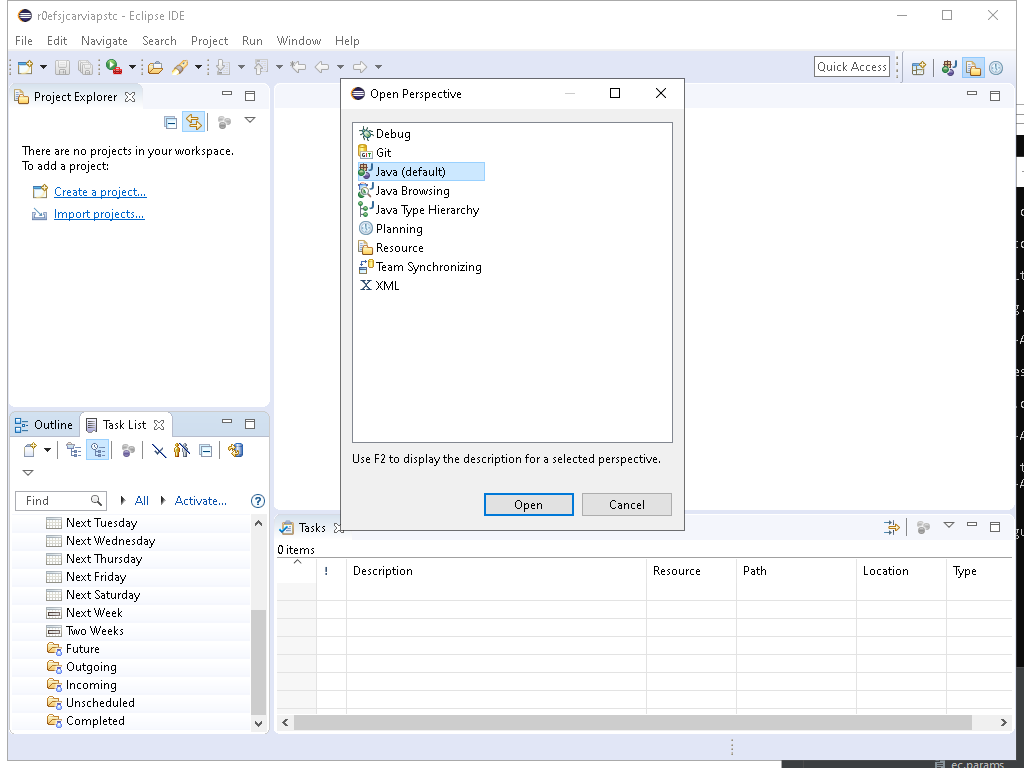 r0efsjcarviapstc - Eclipse IDE
File Edit Navigate Search Project Run Window Help
Quick Access
Project Explorer
There are no projects in your workspace.
To add a project:
Create a project...
Import projects...
Open Perspective
Debug
GIT Git
Java (default)
Java Browsing
Java Type Hierarchy
Planning
Resource
Team Synchronizing
X XML
Use F2 to display the description for a selected perspective.
Open Cancel
Outline Task List
Find All Activate... ?
Next Tuesday
Next Wednesday
Next Thursday
Next Friday
Next Saturday
Next Week
Two Weeks
Future
Outgoing
Incoming
Unscheduled
Completed
Tasks
0 items
! Description Resource Path Location Type
ec.params